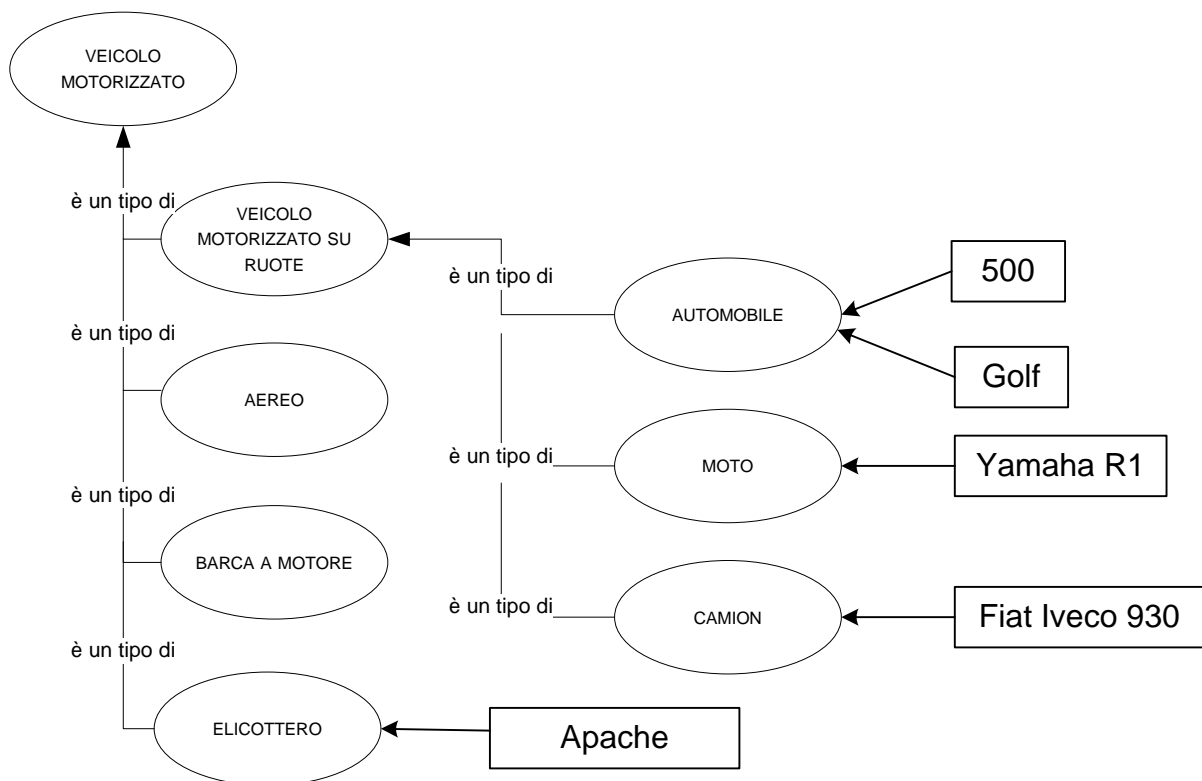 VEICOLO
MOTORIZZATO
è un tipo di
VEICOLO
MOTORIZZATO SU
RUOTE
è un tipo di
AUTOMOBILE
500
Golf
è un tipo di
AEREO
è un tipo di
MOTO
Yamaha R1
è un tipo di
BARCA A MOTORE
è un tipo di
CAMION
Fiat Iveco 930
è un tipo di
ELICOTTERO
Apache